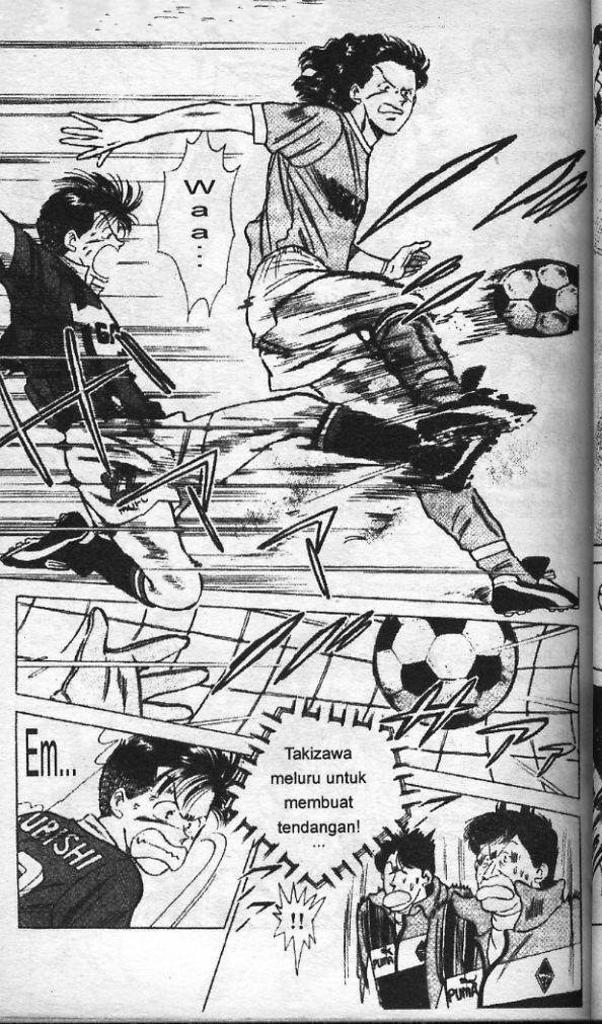 Waa...
Em...
Takizawa
meluru untuk
membuat
tendangan!
...
!!
URISHI
PUMA
PUMA